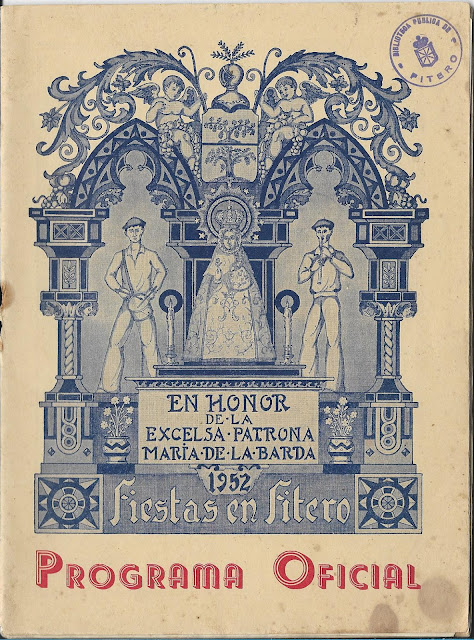 BIBLIOTECA PUBLICA DE
FITERO
EN HONOR
DE·LA
EXCELSA·PATRONA
MARÍA·DE·LA·BARDA
1952
Fiestas en Fitero
PROGRAMA OFICIAL